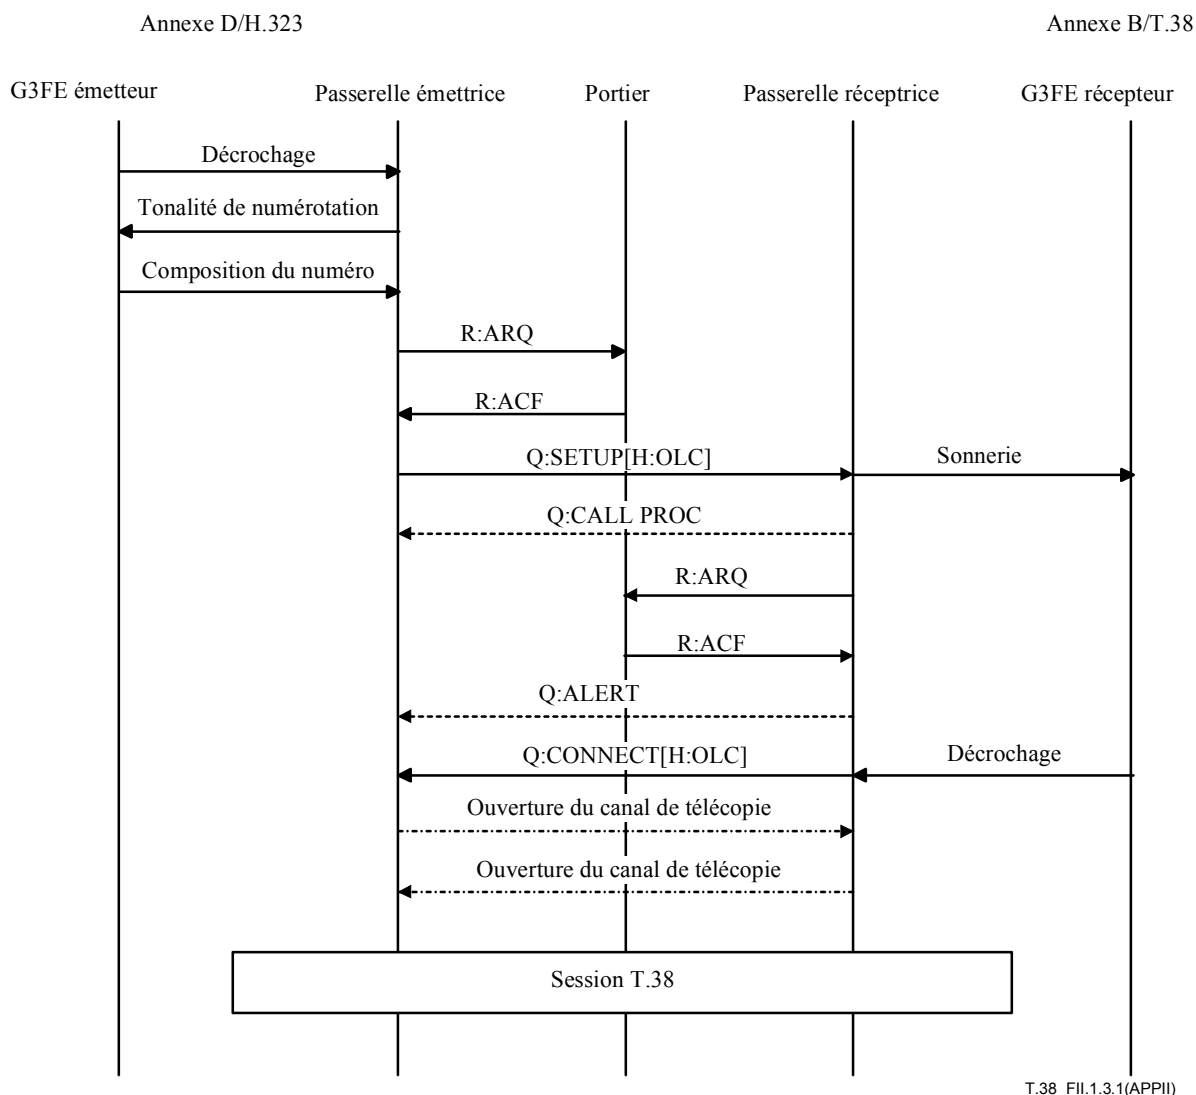 Annexe D/H.323
Annexe B/T.38
G3FE émetteur
Passerelle émettrice
Portier
Passerelle réceptrice
G3FE récepteur
Décrochage
Tonalité de numérotation
Composition du numéro
R:ARQ
R:ACF
Q:SETUP[H:OLC]
Sonnerie
Q:CALL PROC
R:ARQ
R:ACF
Q:ALERT
Q:CONNECT[H:OLC]
Décrochage
Ouverture du canal de télécopie
Ouverture du canal de télécopie
Session T.38
T.38_FII.1.3.1(APPII)